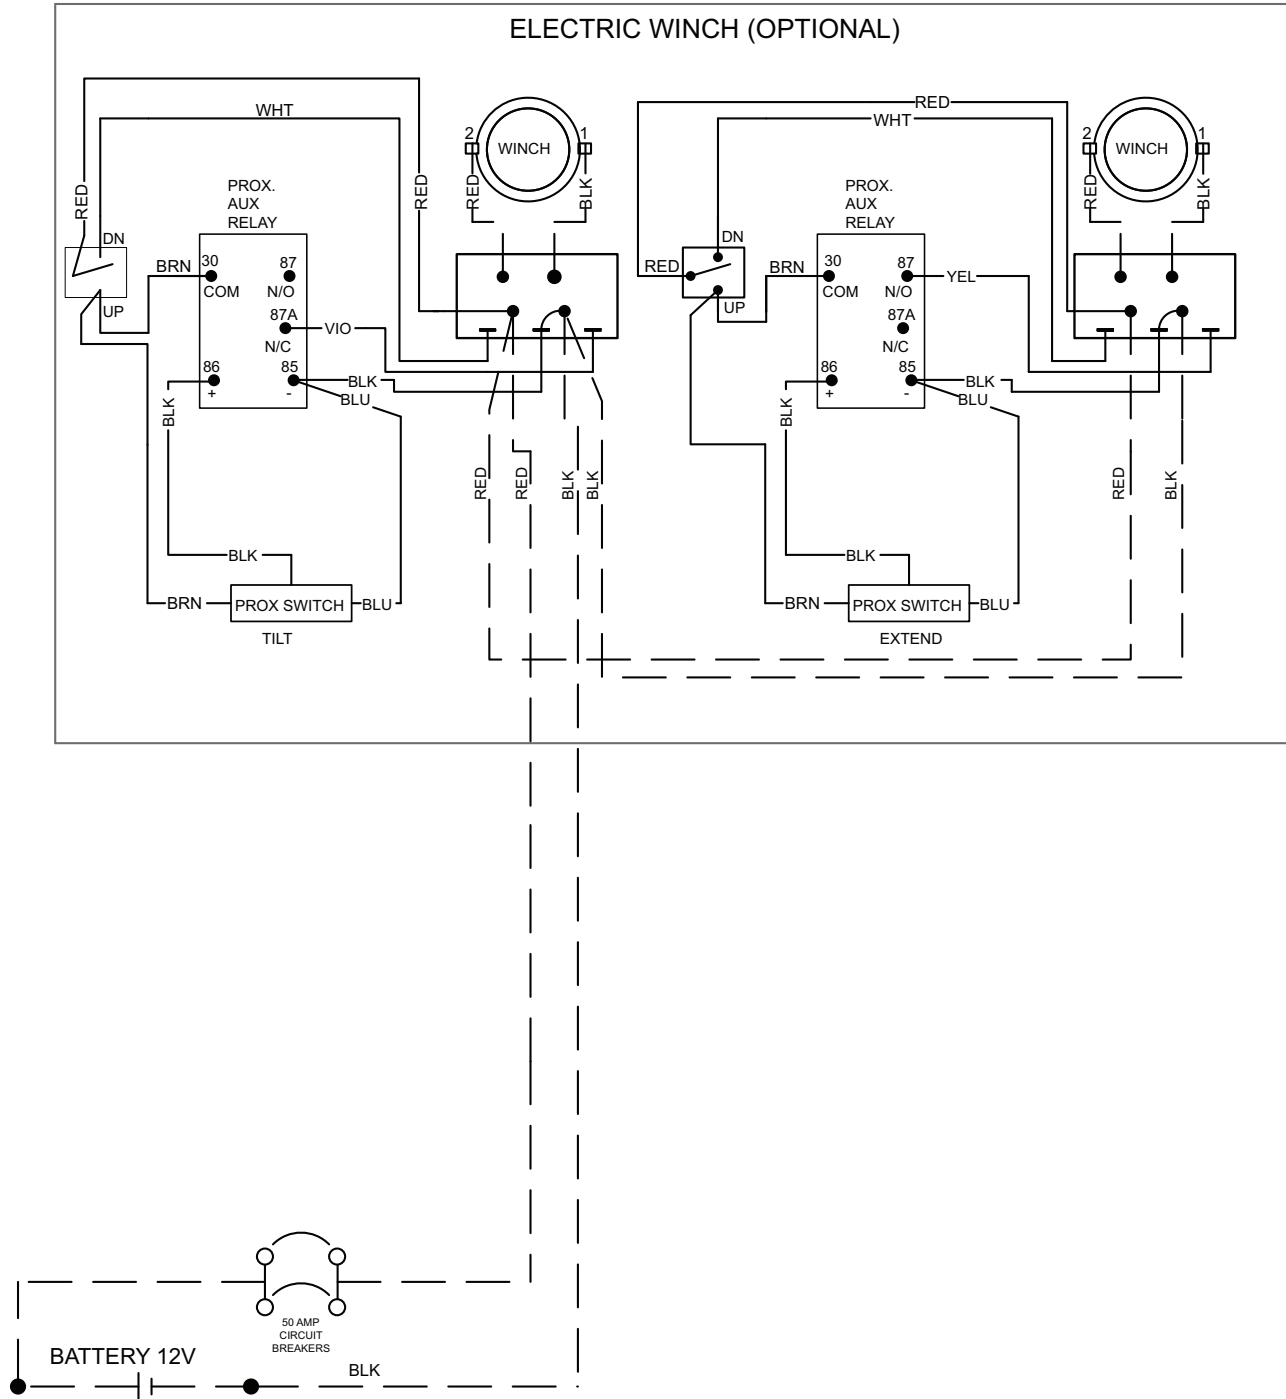 ELECTRIC WINCH (OPTIONAL)
WHT
RED
RED
2
WINCH
1
RED
BLK
PROX.
AUX
RELAY
DN
UP
BRN
30
COM
87
N/O
87A
N/C
VIO
86
+
85
-
BLK
BLU
BLK
RED
RED
BLK
BLK
BLK
BRN
PROX SWITCH
BLU
TILT
RED
WHT
2
WINCH
1
RED
BLK
PROX.
AUX
RELAY
DN
RED
UP
BRN
30
COM
87
N/O
YEL
87A
N/C
86
+
85
-
BLK
BLU
BLK
RED
BLK
BLK
BRN
PROX SWITCH
BLU
EXTEND
50 AMP
CIRCUIT
BREAKERS
BATTERY 12V
BLK